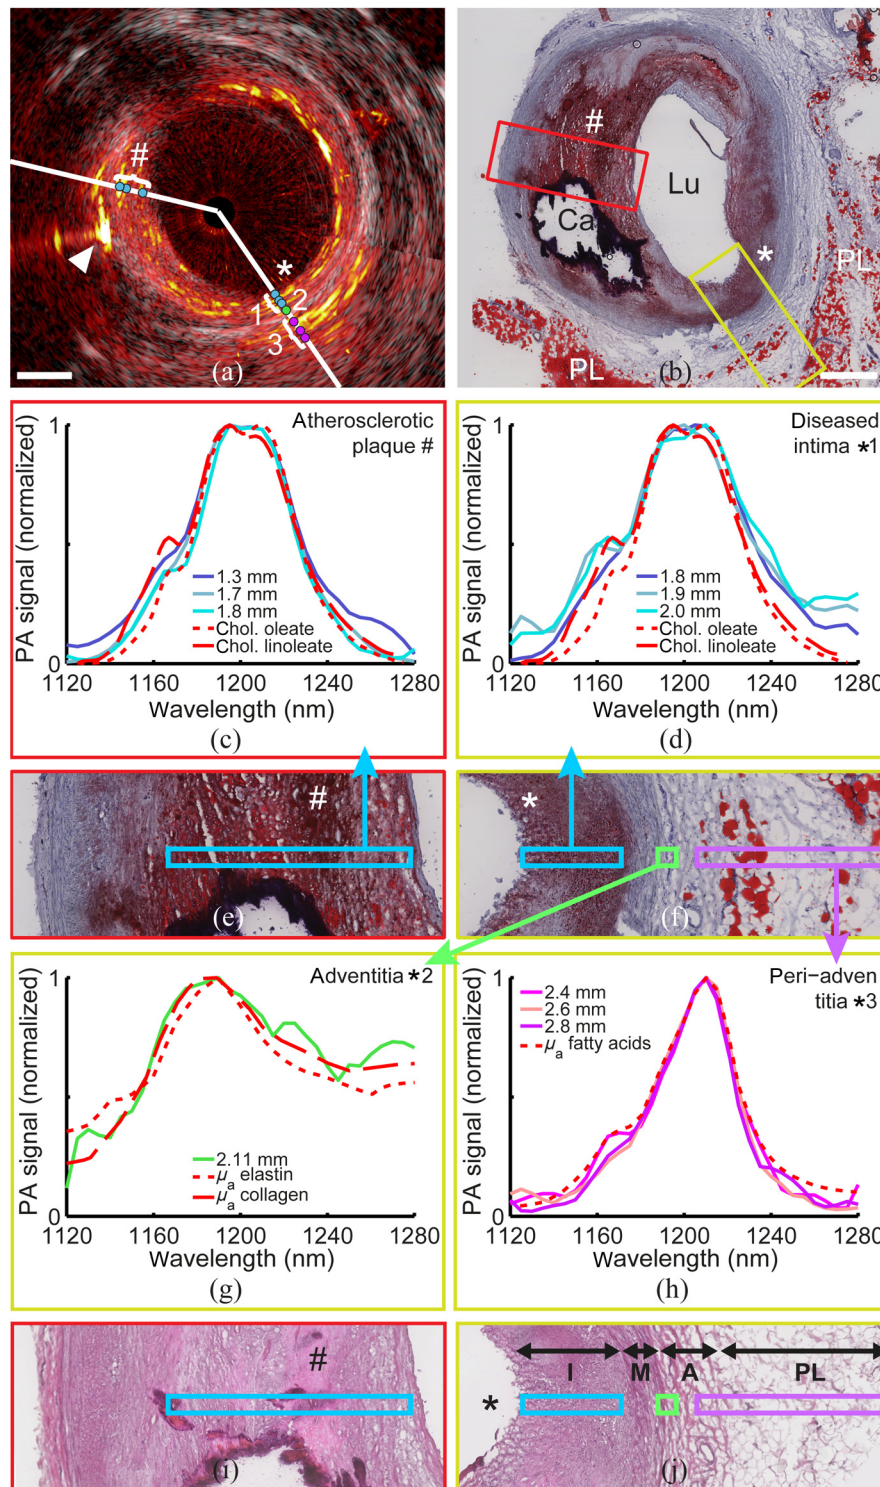 #
*
1
2
3
(a)
#
Lu
Ca
*
PL
PL
(b)
PA signal (normalized)
1
0
Atherosclerotic
plaque #
1.3 mm
1.7 mm
1.8 mm
Chol. oleate
Chol. linoleate
1120 1160 1200 1240 1280
Wavelength (nm)
(c)
PA signal (normalized)
1
0
Diseased
intima *1
1.8 mm
1.9 mm
2.0 mm
Chol. oleate
Chol. linoleate
1120 1160 1200 1240 1280
Wavelength (nm)
(d)
#
(e)
*
(f)
PA signal (normalized)
1
0
Adventitia *2
2.11 mm
μa elastin
μa collagen
1120 1160 1200 1240 1280
Wavelength (nm)
(g)
PA signal (normalized)
1
0
Peri-adven
titia *3
2.4 mm
2.6 mm
2.8 mm
μa fatty acids
1120 1160 1200 1240 1280
Wavelength (nm)
(h)
#
(i)
I M A PL
*
(j)